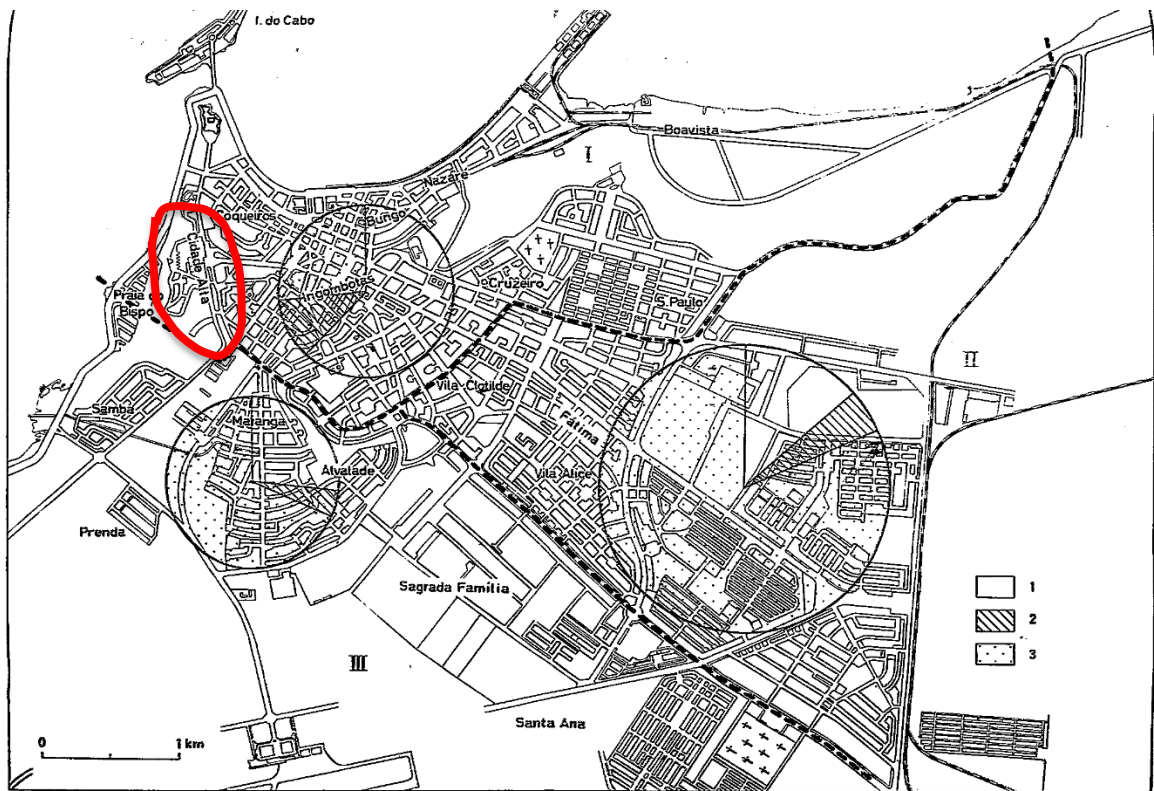 I. do Cabo
Boavista
I
Nazaré
Coqueiros
Bungo
Cidade Alta
Cruzeiro
Ingombotas
S. Paulo
Praia do
Bispo
II
Vila Clotilde
Samba
Maianga
Fátima
Alvalade
Vila Alice
Prenda
Sagrada Família
1
2
III
3
Santa Ana
0
1 km